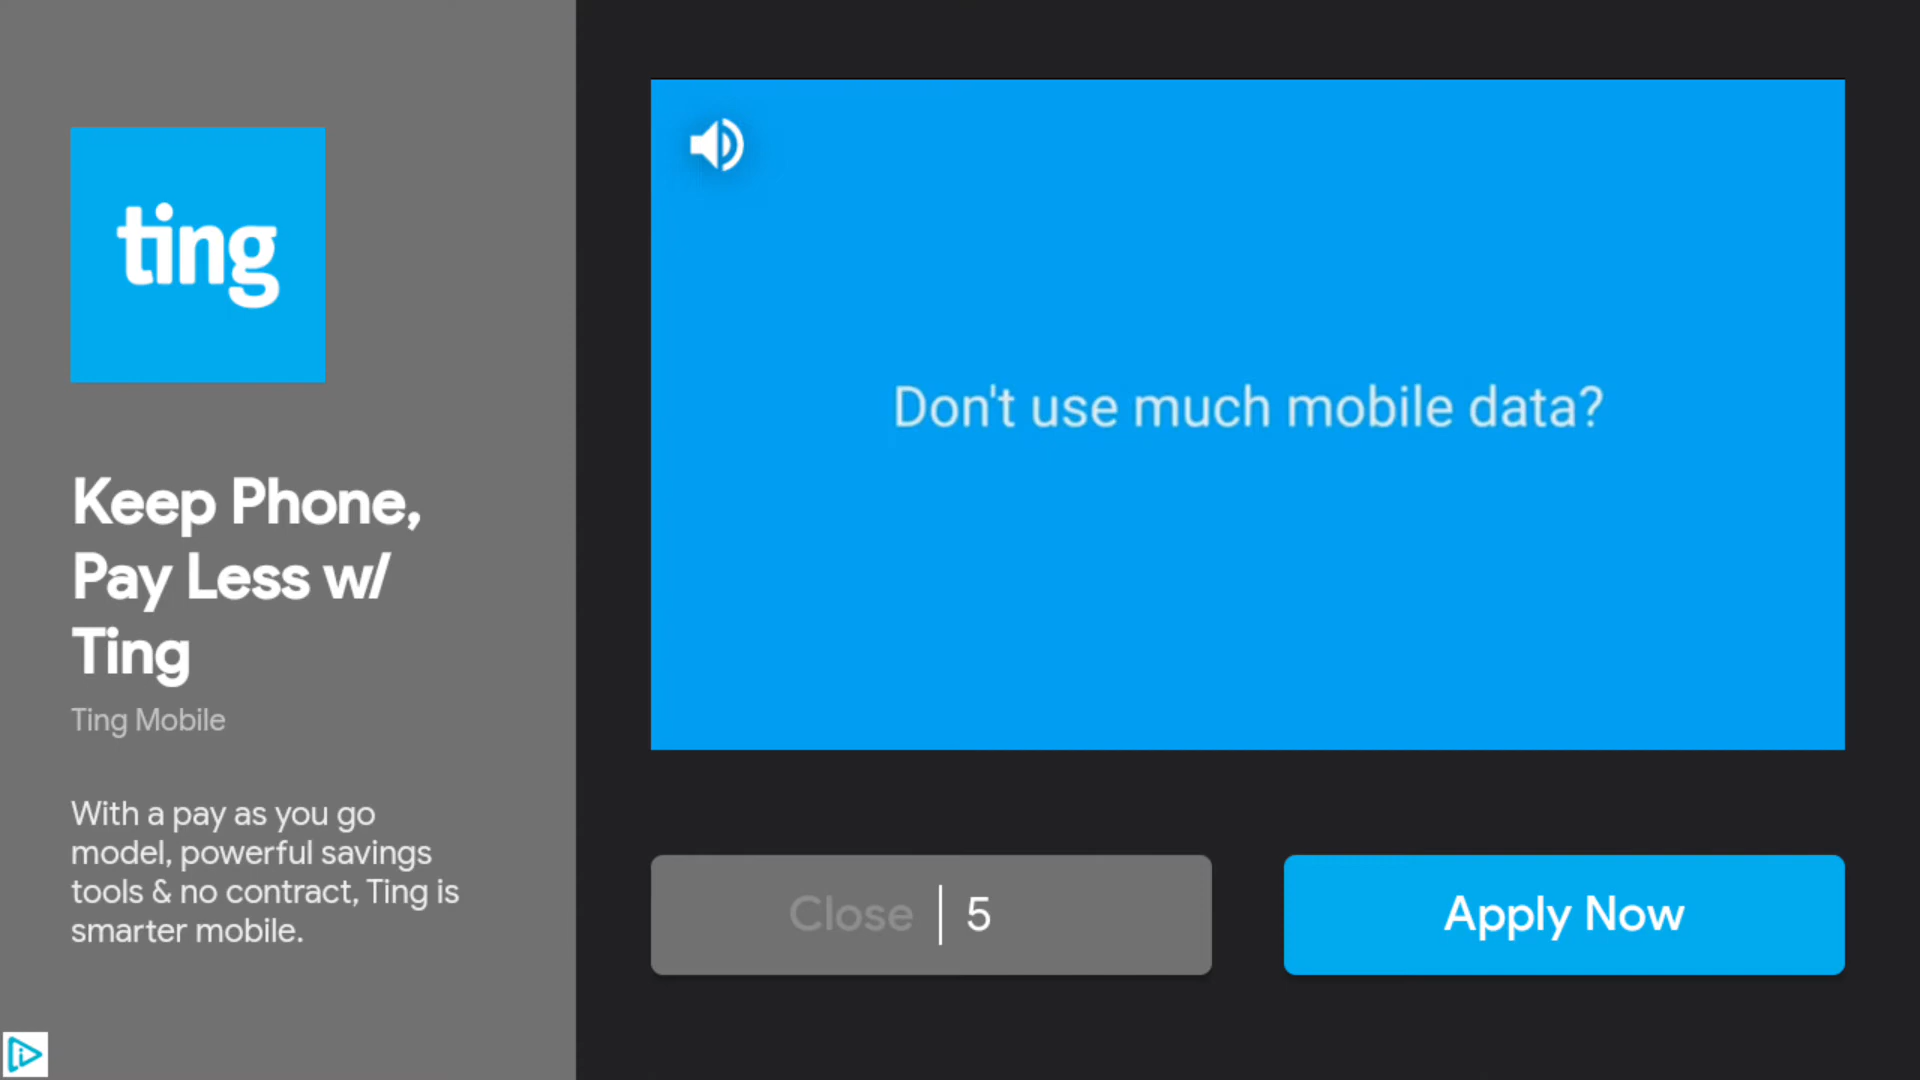 ting
Keep Phone,
Pay Less w/
Ting
Ting Mobile
With a pay as you go
model, powerful savings
tools & no contract, Ting is
smarter mobile.
Don't use much mobile data?
Close | 5
Apply Now